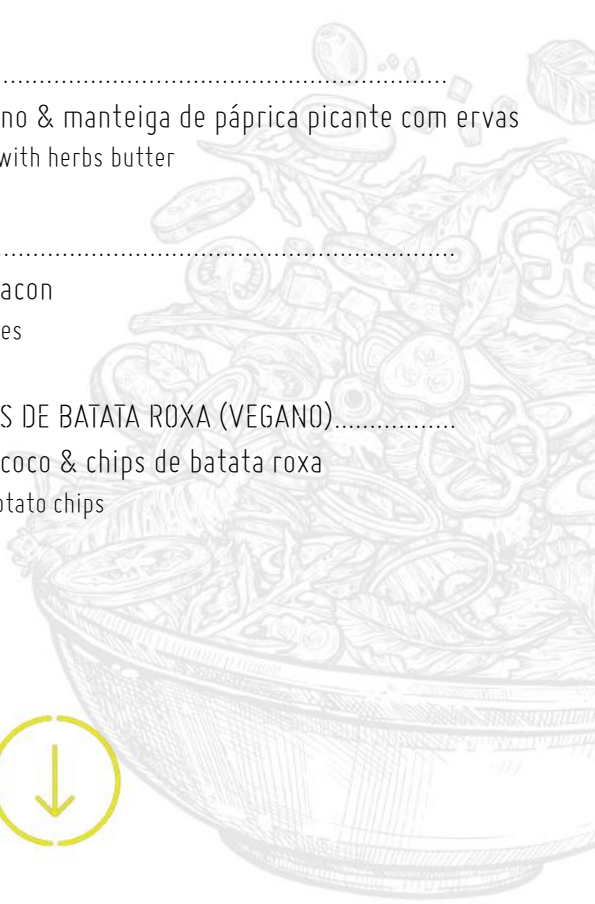 ................................................................
no & manteiga de páprica picante com ervas
with herbs butter
................................................................
acon
es
S DE BATATA ROXA (VEGANO).................
coco & chips de batata roxa
otato chips